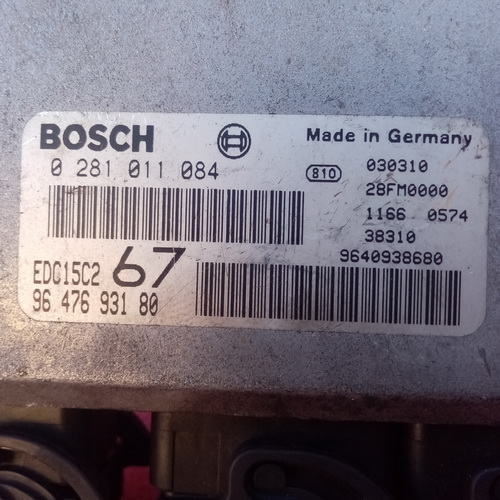 BOSCH
Made in Germany
0 281 011 084
810
030310
28FM0000
1166 0574
38310
9640938680
EDC15C2 67
96 476 931 80